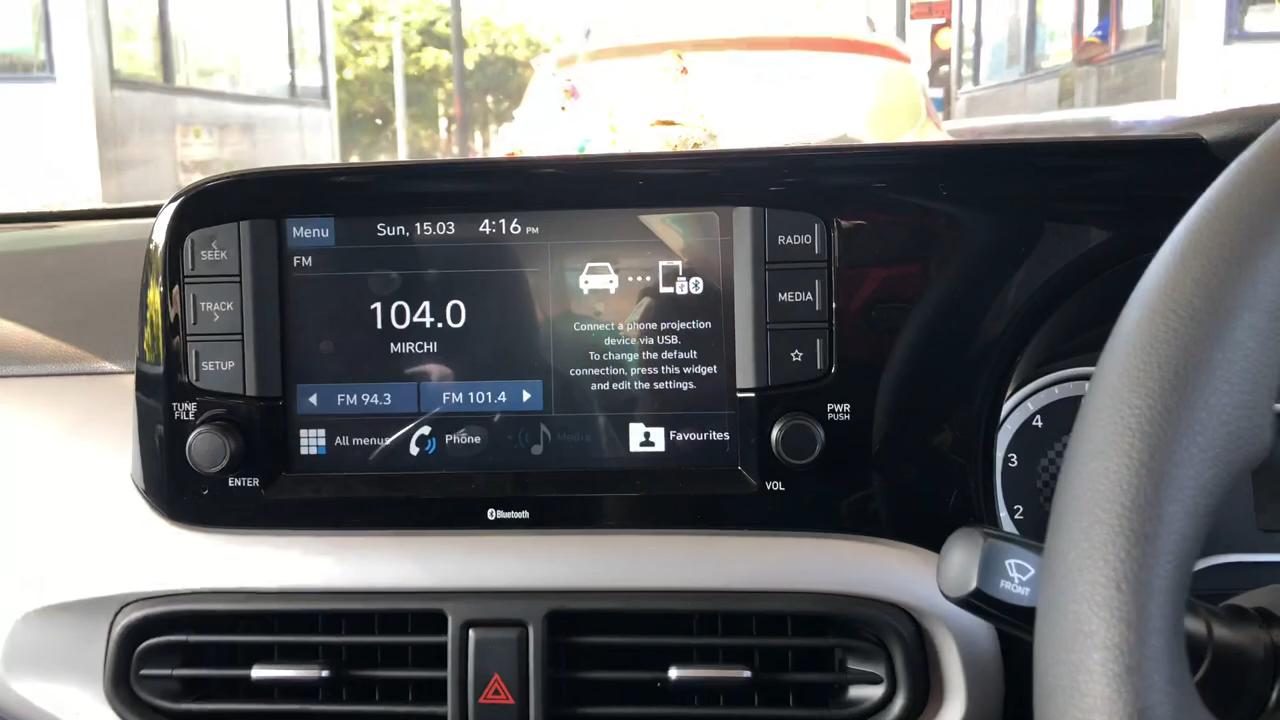 SEEK
TRACK
SETUP
TUNE
FILE
ENTER
Menu
Sun, 15.03
4:16 PM
FM
104.0
MIRCHI
FM 94.3
FM 101.4
Connect a phone projection
device via USB.
To change the default
connection, press this widget
and edit the settings.
All menus
Phone
Media
Favourites
Bluetooth
RADIO
MEDIA
PWR
PUSH
VOL
4
3
2
FRONT